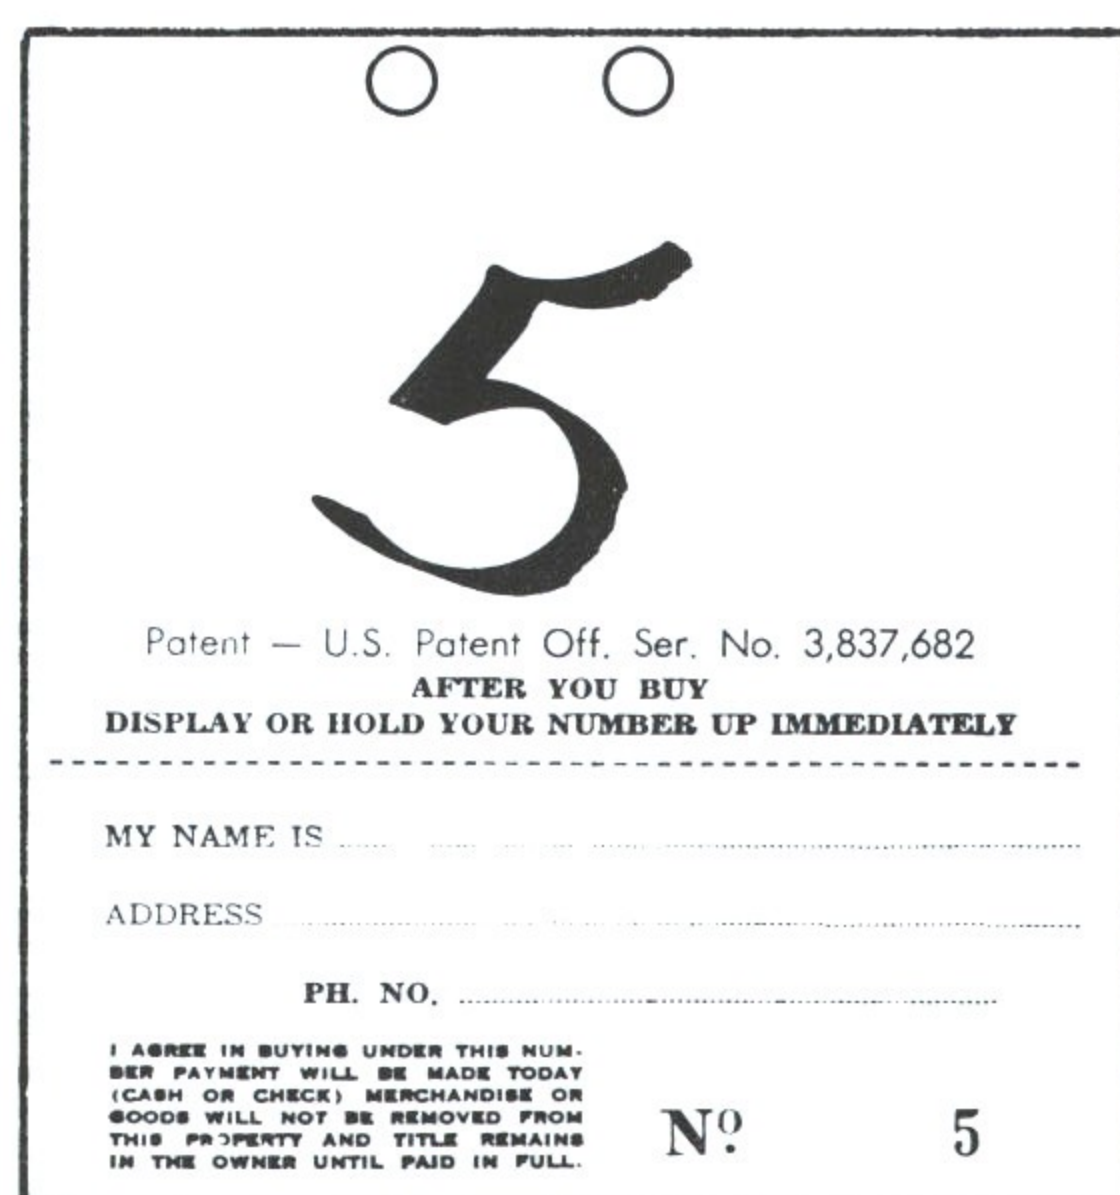 5
Patent — U.S. Patent Off. Ser. No. 3,837,682
AFTER YOU BUY
DISPLAY OR HOLD YOUR NUMBER UP IMMEDIATELY
MY NAME IS
ADDRESS
PH. NO.
I AGREE IN BUYING UNDER THIS NUM-
BER PAYMENT WILL BE MADE TODAY
(CASH OR CHECK) MERCHANDISE OR
GOODS WILL NOT BE REMOVED FROM
THIS PROPERTY AND TITLE REMAINS
IN THE OWNER UNTIL PAID IN FULL.
Nº 5